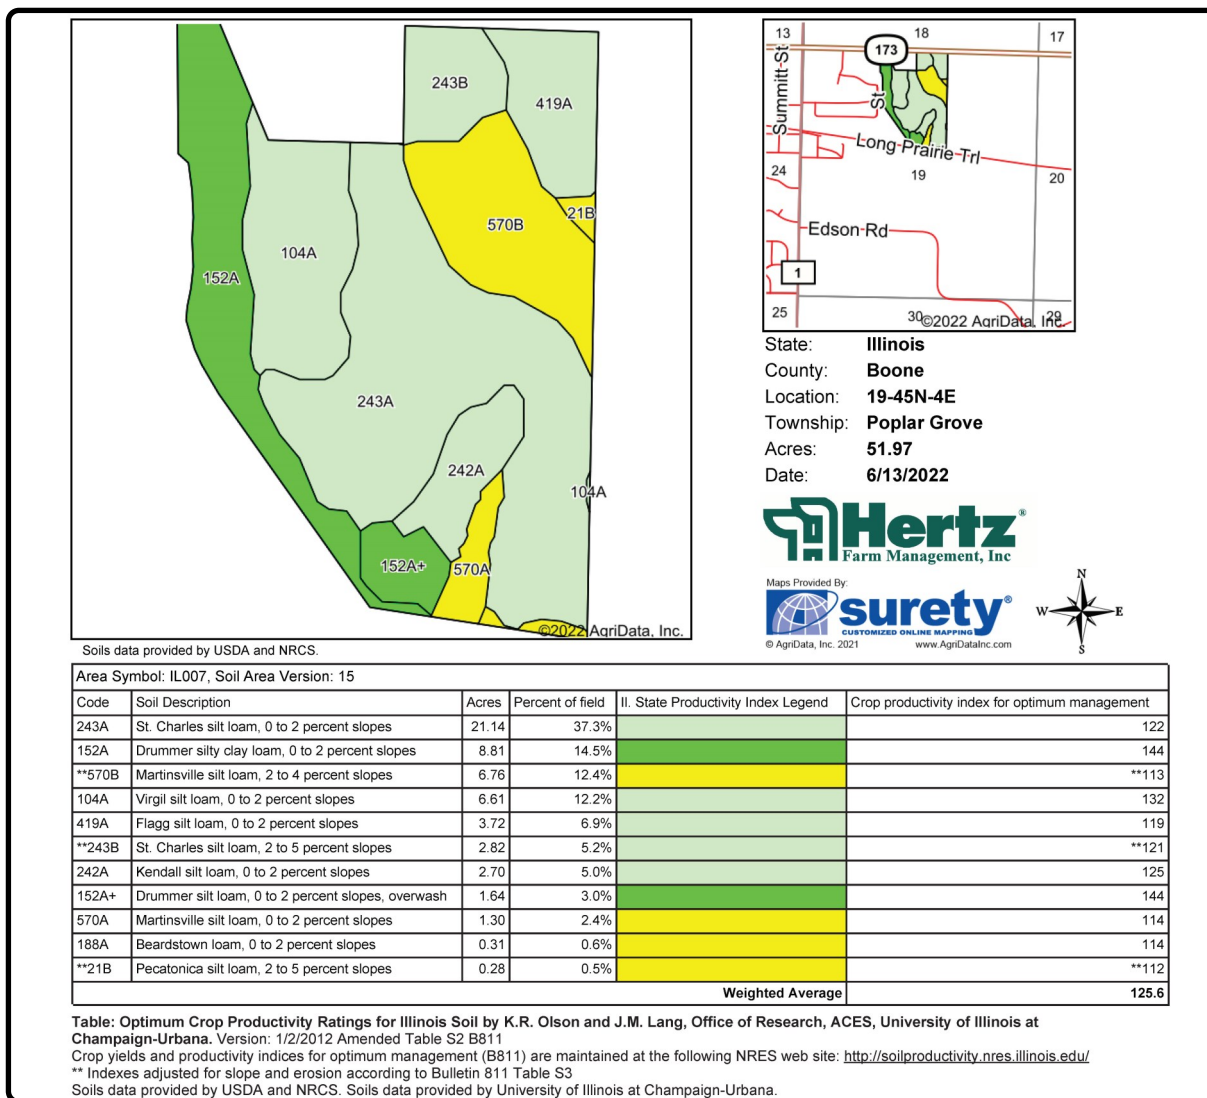 243B
419A
570B
21B
104A
152A
243A
242A
104A
152A+
570A
©2022 AgriData, Inc.
Soils data provided by USDA and NRCS.
13
18
17
173
Summitt St
St
Long Prairie Trl
24
19
20
Edson Rd
1
25
30
29
©2022 AgriData, Inc.
State: Illinois
County: Boone
Location: 19-45N-4E
Township: Poplar Grove
Acres: 51.97
Date: 6/13/2022
Hertz®
Farm Management, Inc
Maps Provided By:
surety®
CUSTOMIZED ONLINE MAPPING
© AgriData, Inc. 2021 www.AgriDataInc.com
N
W E
S
Area Symbol: IL007, Soil Area Version: 15
Code Soil Description Acres Percent of field II. State Productivity Index Legend Crop productivity index for optimum management
243A St. Charles silt loam, 0 to 2 percent slopes 21.14 37.3% 122
152A Drummer silty clay loam, 0 to 2 percent slopes 8.81 14.5% 144
**570B Martinsville silt loam, 2 to 4 percent slopes 6.76 12.4% **113
104A Virgil silt loam, 0 to 2 percent slopes 6.61 12.2% 132
419A Flagg silt loam, 0 to 2 percent slopes 3.72 6.9% 119
**243B St. Charles silt loam, 2 to 5 percent slopes 2.82 5.2% **121
242A Kendall silt loam, 0 to 2 percent slopes 2.70 5.0% 125
152A+ Drummer silt loam, 0 to 2 percent slopes, overwash 1.64 3.0% 144
570A Martinsville silt loam, 0 to 2 percent slopes 1.30 2.4% 114
188A Beardstown loam, 0 to 2 percent slopes 0.31 0.6% 114
**21B Pecatonica silt loam, 2 to 5 percent slopes 0.28 0.5% **112
Weighted Average 125.6
Table: Optimum Crop Productivity Ratings for Illinois Soil by K.R. Olson and J.M. Lang, Office of Research, ACES, University of Illinois at
Champaign-Urbana. Version: 1/2/2012 Amended Table S2 B811
Crop yields and productivity indices for optimum management (B811) are maintained at the following NRES web site: http://soilproductivity.nres.illinois.edu/
** Indexes adjusted for slope and erosion according to Bulletin 811 Table S3
Soils data provided by USDA and NRCS. Soils data provided by University of Illinois at Champaign-Urbana.